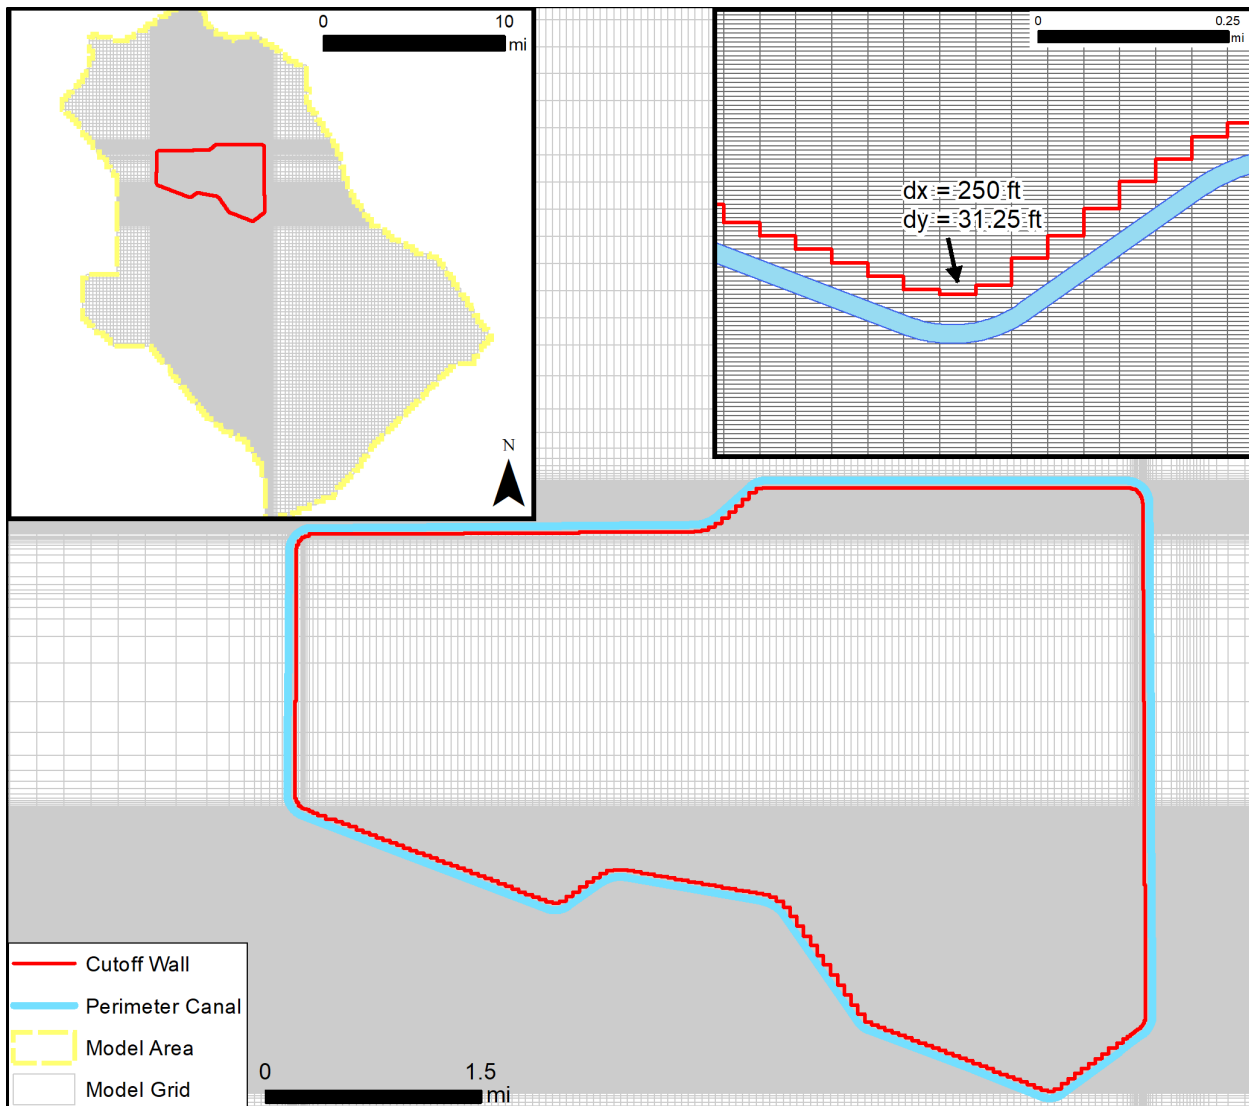 0 10
mi
N
0 0.25
mi
dx = 250 ft
dy = 31.25 ft
Cutoff Wall
Perimeter Canal
Model Area
Model Grid
0 1.5
mi